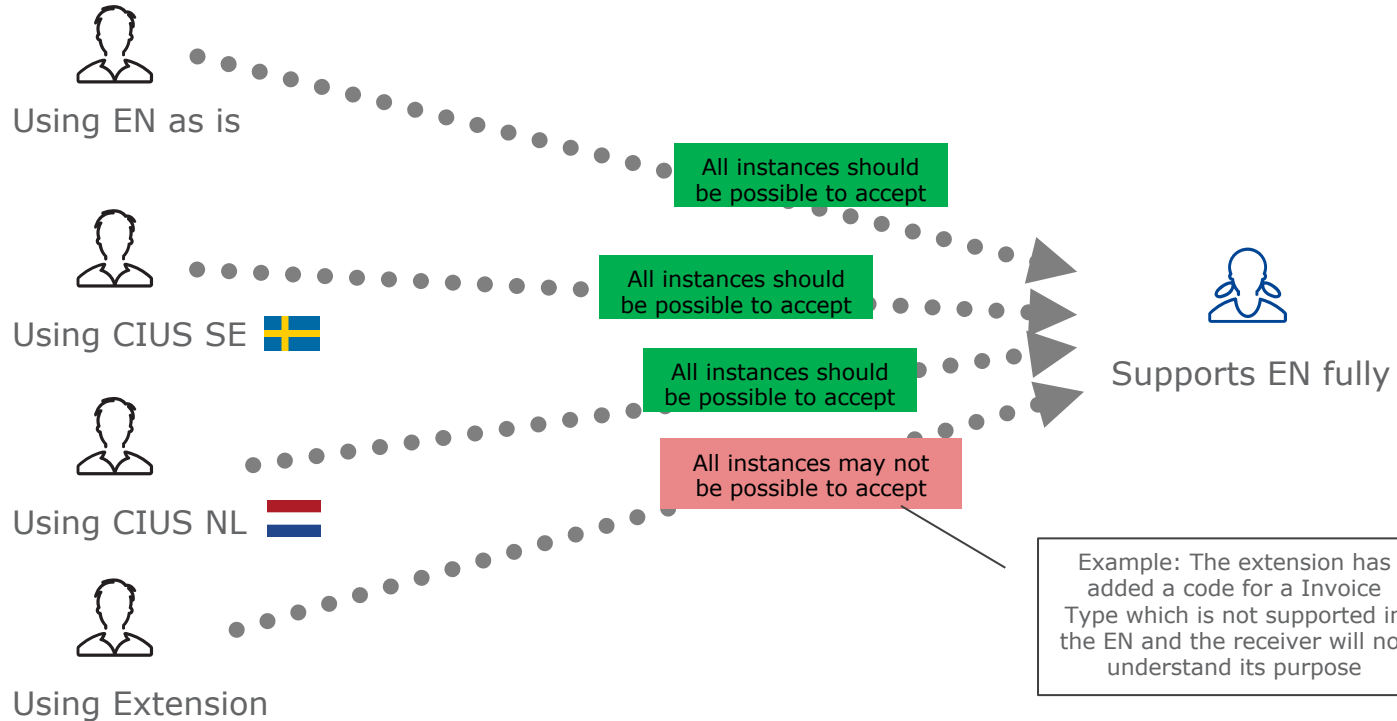 Using EN as is
All instances should
be possible to accept
Using CIUS SE
All instances should
be possible to accept
Supports EN fully
Using CIUS NL
All instances should
be possible to accept
All instances may not
be possible to accept
Example: The extension has
added a code for a Invoice
Type which is not supported in
the EN and the receiver will no
understand its purpose
Using Extension